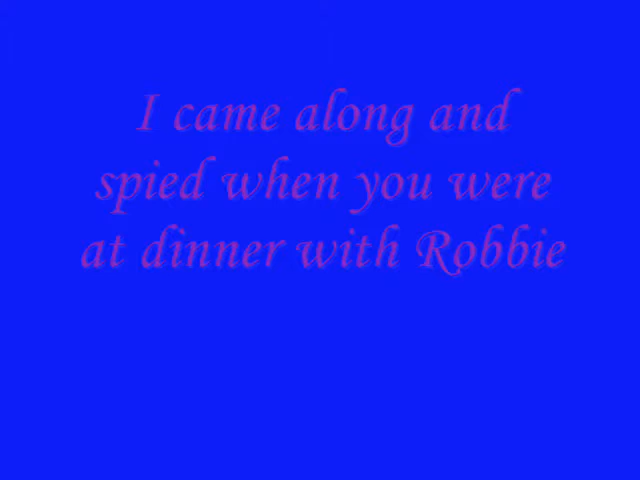 I came along and
spied when you were
at dinner with Robbie